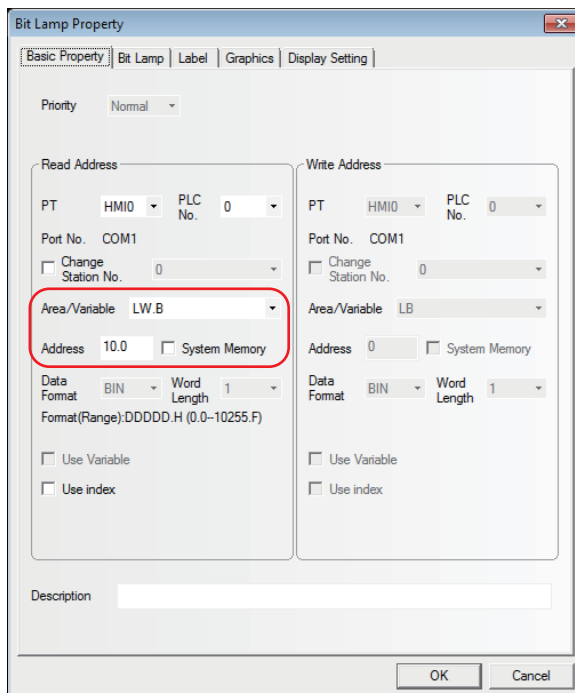 Bit Lamp Property
Basic Property Bit Lamp Label Graphics Display Setting
Priority Normal
Read Address
PT HMI0 PLC No. 0
Port No. COM1
Change Station No. 0
Area/Variable LW.B
Address 10.0 System Memory
Data Format BIN Word Length 1
Format(Range):DDDDD.H (0.0--10255.F)
Use Variable
Use index
Write Address
PT HMI0 PLC No. 0
Port No. COM1
Change Station No. 0
Area/Variable LB
Address 0 System Memory
Data Format BIN Word Length 1
Use Variable
Use index
Description
OK Cancel